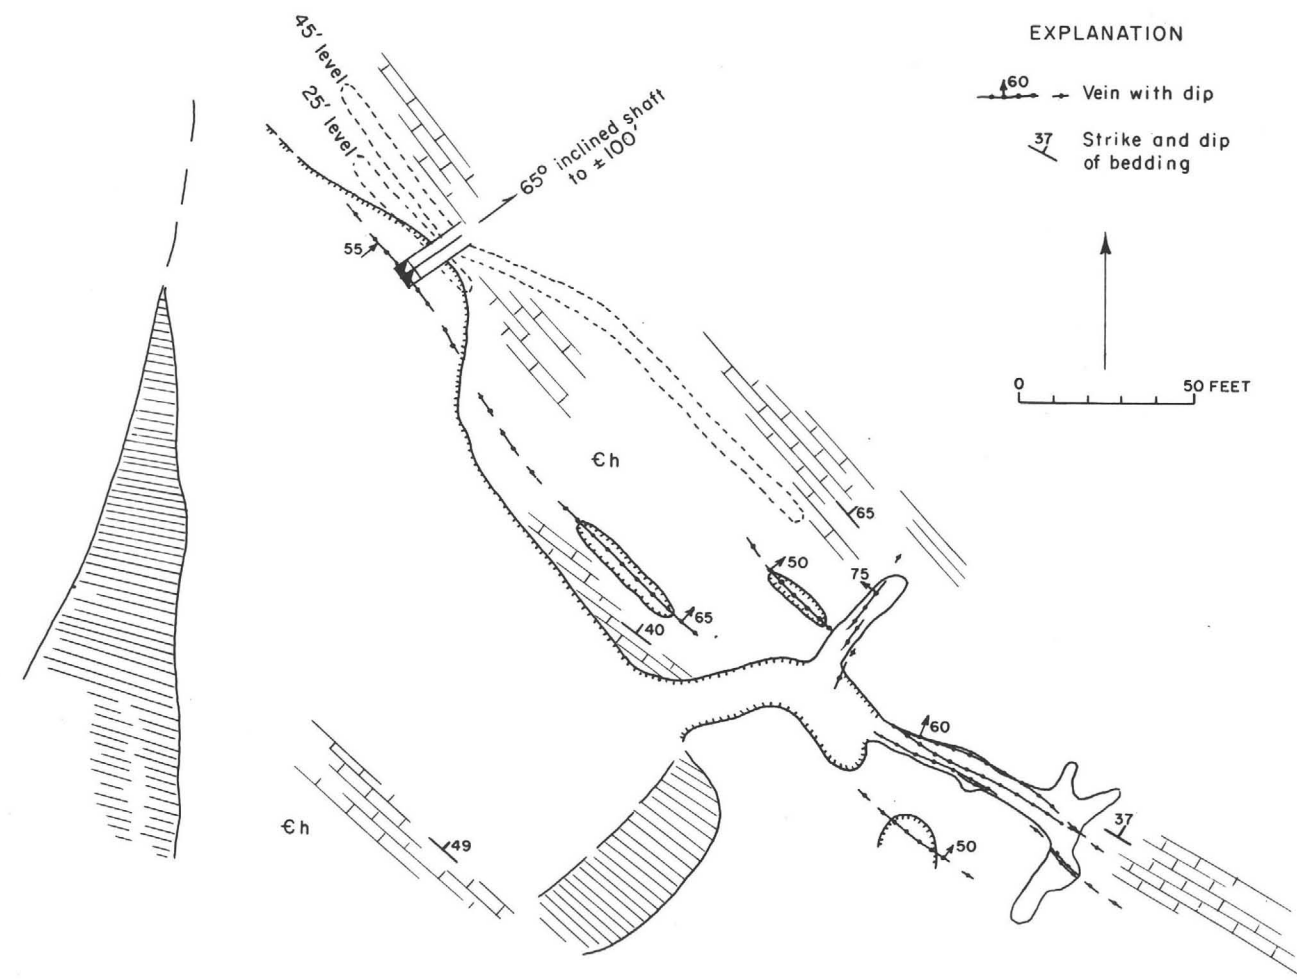 45' level
25' level
65° inclined shaft
to ±100'
EXPLANATION
60
Vein with dip
37
Strike and dip
of bedding
55
0 50 FEET
Єh
65
50
75
65
40
60
Єh
49
50
37